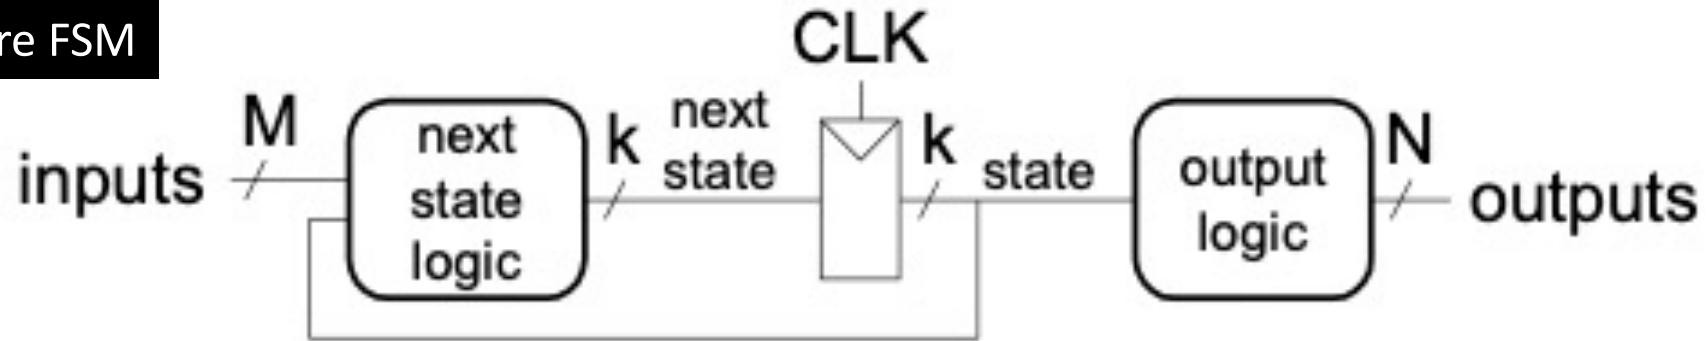 re FSM
CLK
M
next
inputs
next
state
logic
k
state
k
state
output
logic
N
outputs